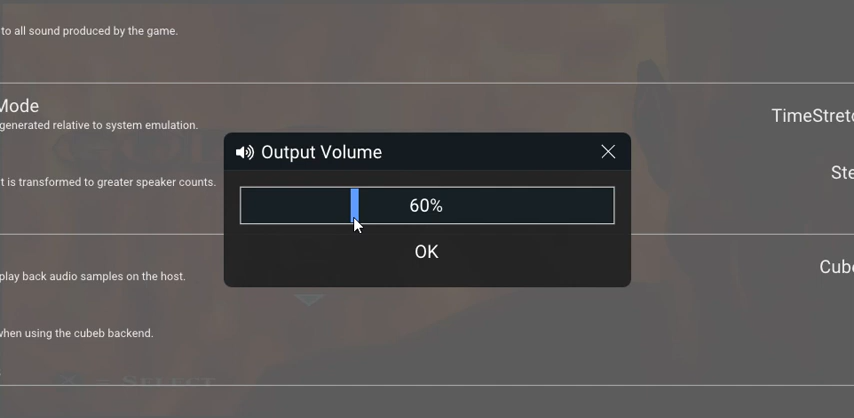 to all sound produced by the game.
Mode
generated relative to system emulation.
TimeStretc
Output Volume
t is transformed to greater speaker counts.
Ste
60%
OK
Cube
play back audio samples on the host.
when using the cubeb backend.
= SELECT